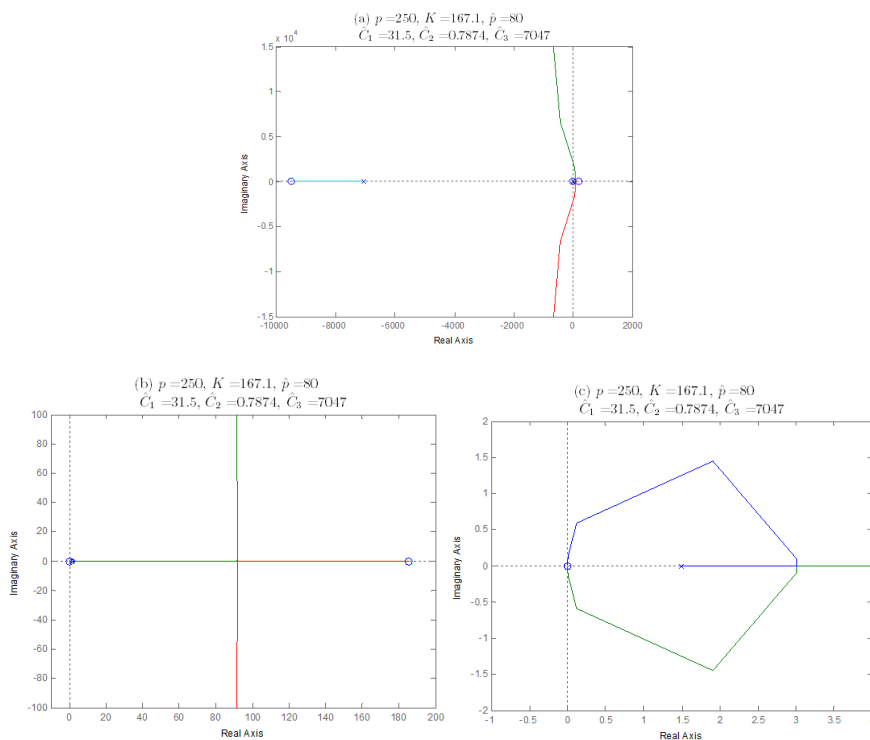 (a) p =250, K =167.1, p̂ =80
Ĉ₁ =31.5, Ĉ₂ =0.7874, Ĉ₃ =7047
x 10⁴
1.5
1
0.5
0
-0.5
-1
-1.5
Imaginary Axis
-10000 -8000 -6000 -4000 -2000 0 2000
Real Axis
(b) p =250, K =167.1, p̂ =80
Ĉ₁ =31.5, Ĉ₂ =0.7874, Ĉ₃ =7047
100
80
60
40
20
0
-20
-40
-60
-80
-100
Imaginary Axis
0 20 40 60 80 100 120 140 160 180 200
Real Axis
(c) p =250, K =167.1, p̂ =80
Ĉ₁ =31.5, Ĉ₂ =0.7874, Ĉ₃ =7047
2
1.5
1
0.5
0
-0.5
-1
-1.5
-2
Imaginary Axis
-1 -0.5 0 0.5 1 1.5 2 2.5 3 3.5
Real Axis